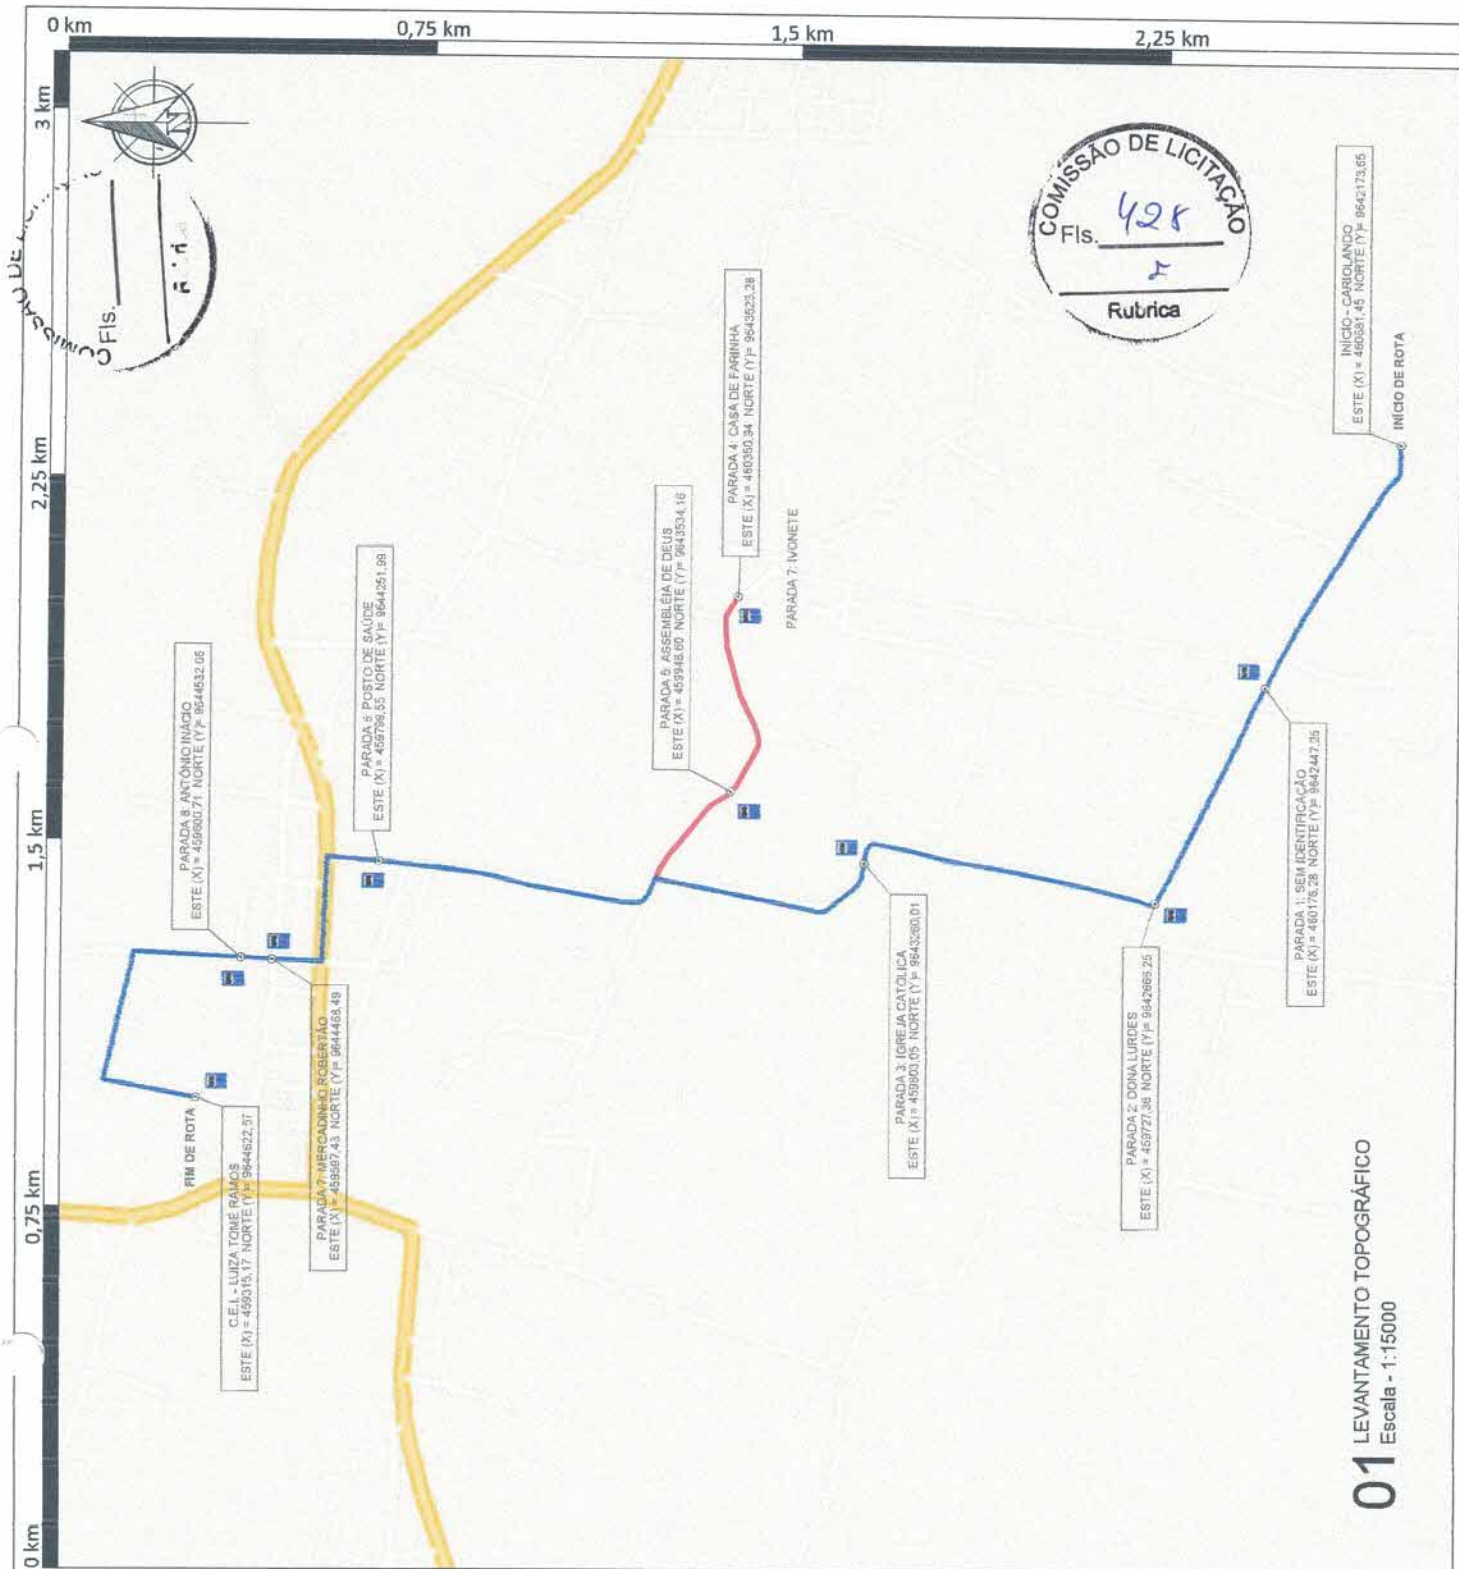 0 km
0,75 km
1,5 km
2,25 km
3 km
2,25 km
1,5 km
0,75 km
0 km
N
Fls.
COMISSÃO DE LICITAÇÃO
Fls. 428
Rubrica
INÍCIO - CARIOLANDO
ESTE (X) = 460681,45 NORTE (Y)= 9642173,65
INÍCIO DE ROTA
PARADA 4: CASA DE FARINHA
ESTE (X) = 460350,34 NORTE (Y)= 9643523,28
PARADA 5: ASSEMBLÉIA DE DEUS
ESTE (X) = 459948,60 NORTE (Y)= 9643534,16
PARADA 7: IVONETE
PARADA 6: POSTO DE SAÚDE
ESTE (X) = 459799,55 NORTE (Y)= 9644251,99
PARADA 8: ANTÔNIO INÁCIO
ESTE (X) = 459600,71 NORTE (Y)= 9644532,06
PARADA 1: SEM IDENTIFICAÇÃO
ESTE (X) = 460176,28 NORTE (Y)= 9642447,25
PARADA 3: IGREJA CATÓLICA
ESTE (X) = 459803,05 NORTE (Y)= 9643260,01
PARADA 2: DONA LURDES
ESTE (X) = 459727,38 NORTE (Y)= 9642666,25
PARADA 7: MERCADINHO ROBERTÃO
ESTE (X) = 459597,43 NORTE (Y)= 9644468,49
FIM DE ROTA
C.E.I. - LUIZA TOMÉ RAMOS
ESTE (X) = 459315,17 NORTE (Y)= 9644622,57
01 LEVANTAMENTO TOPOGRÁFICO
Escala - 1:15000